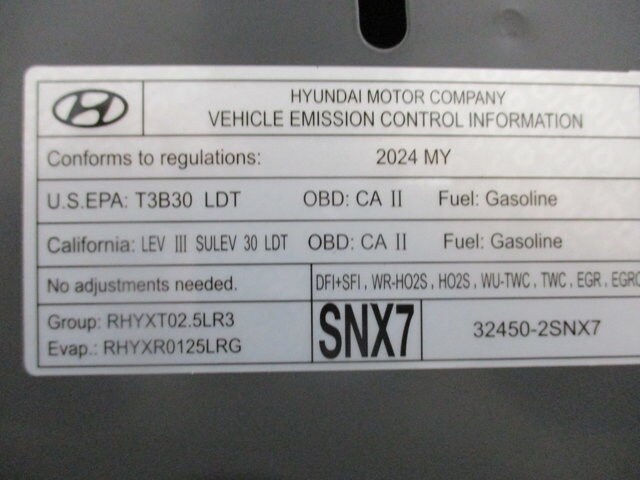 HYUNDAI MOTOR COMPANY
VEHICLE EMISSION CONTROL INFORMATION
Conforms to regulations: 2024 MY
U.S.EPA: T3B30 LDT OBD: CA II Fuel: Gasoline
California: LEV III SULEV 30 LDT OBD: CA II Fuel: Gasoline
No adjustments needed. DFI+SFI, WR-HO2S, HO2S, WU-TWC, TWC, EGR, EGRC
Group: RHYXT02.5LR3
Evap.: RHYXR0125LRG
SNX7
32450-2SNX7